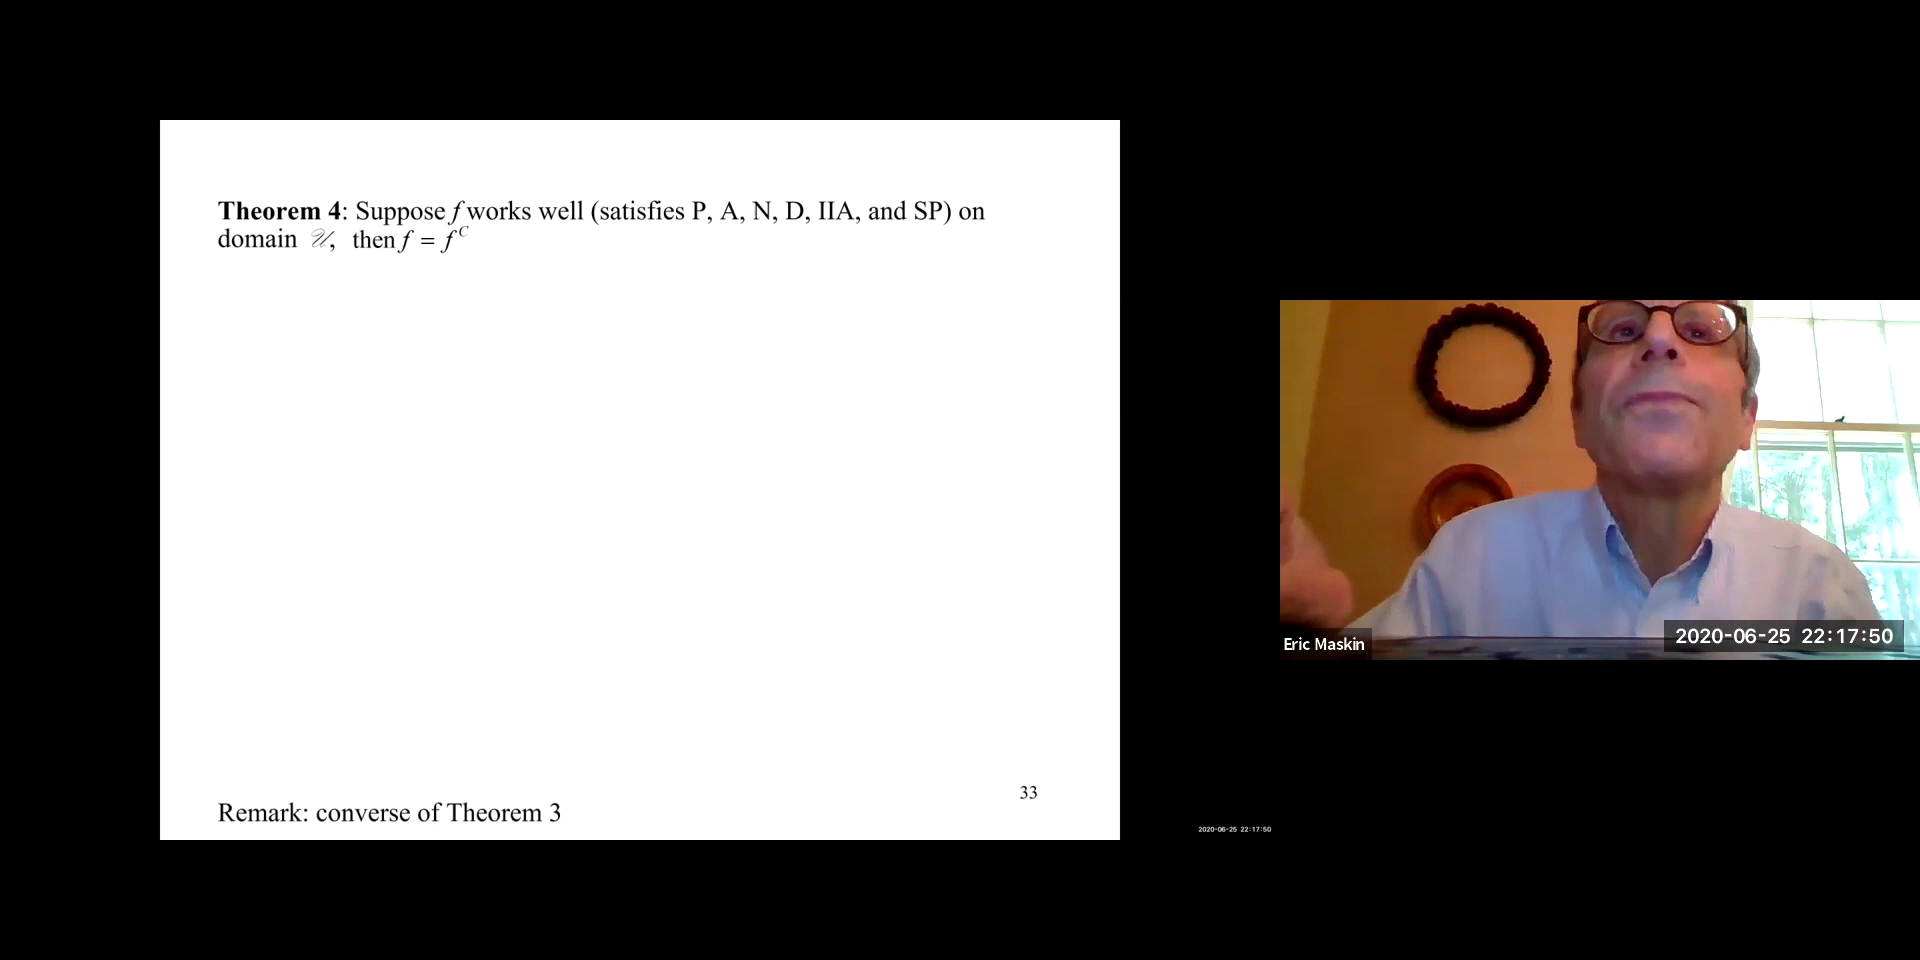 Theorem 4: Suppose f works well (satisfies P, A, N, D, IIA, and SP) on
domain 𝒰, then f = f^C
33
Remark: converse of Theorem 3
Eric Maskin
2020-06-25 22:17:50
2020-06-25 22:17:50